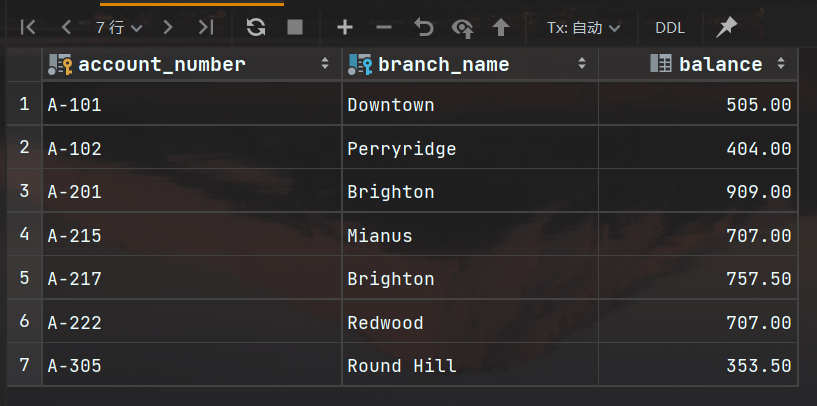 7 行 Tx: 自动 DDL
account_number branch_name balance
1 A-101 Downtown 505.00
2 A-102 Perryridge 404.00
3 A-201 Brighton 909.00
4 A-215 Mianus 707.00
5 A-217 Brighton 757.50
6 A-222 Redwood 707.00
7 A-305 Round Hill 353.50